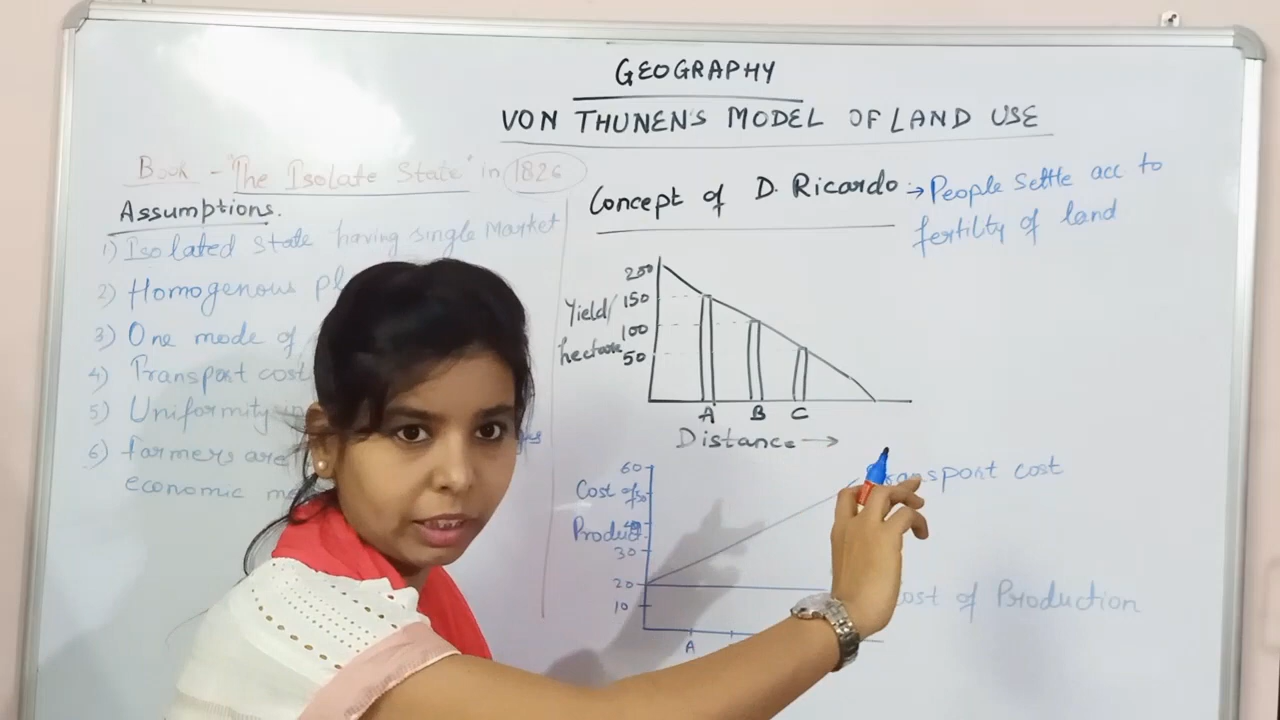 GEOGRAPHY
VON THUNEN'S MODEL OF LAND USE
Book - "The Isolate State" in 1826
Assumptions.
1) Isolated state having single Market
2) Homogenous
3) One mode of
4) Transport cost
5) Uniformity in
6) farmers are
economic
Concept of D. Ricardo → People settle acc to
fertility of land
200
150
100
50
Yield/
hectare
A B C
Distance →
60
50
40
30
20
10
Cost of
Product.
A
Transport cost
Cost of Production